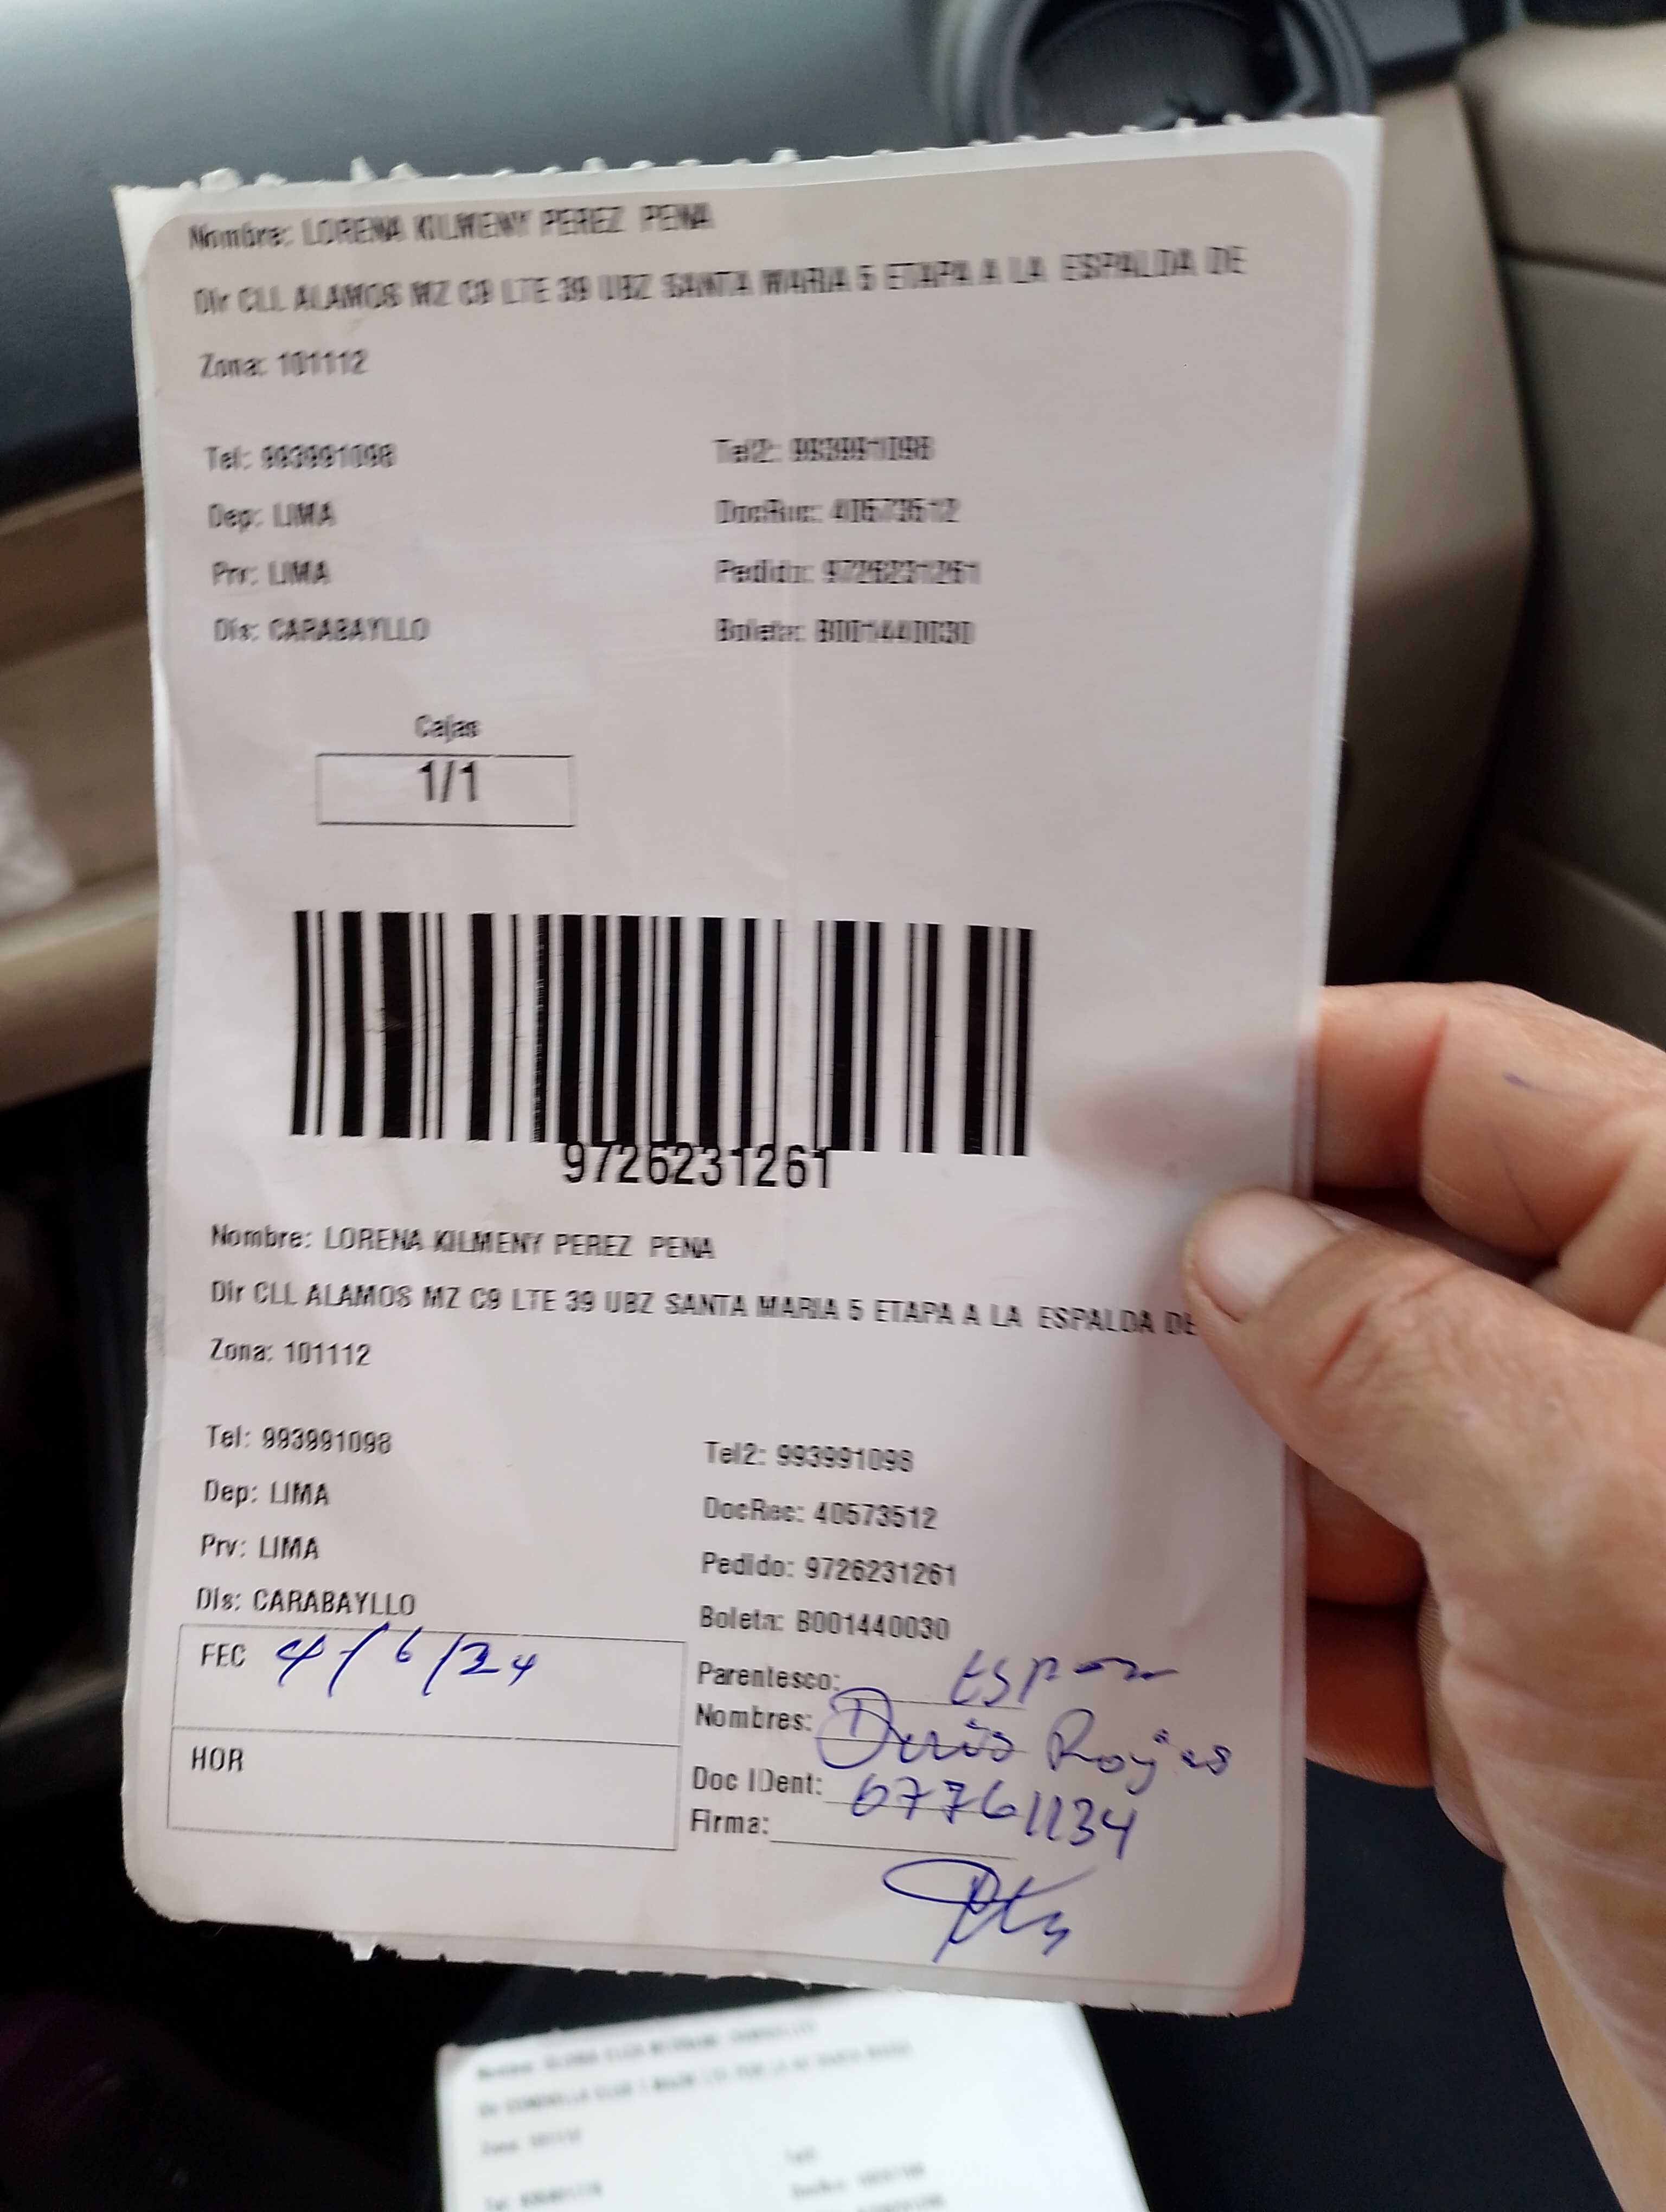 Nombre: LORENA KILMENY PEREZ PENA
Dir CLL ALAMOS MZ C9 LTE 39 UBZ SANTA MARIA 5 ETAPA A LA ESPALDA DE
Zona: 101112
Tel: 993991098 Tel2: 993991098
Dep: LIMA DocRec: 40573512
Prv: LIMA Pedido: 9726231261
Dis: CARABAYLLO Boleta: B001440030
Cajas
1/1
9726231261
Nombre: LORENA KILMENY PEREZ PENA
Dir CLL ALAMOS MZ C9 LTE 39 UBZ SANTA MARIA 5 ETAPA A LA ESPALDA DE
Zona: 101112
Tel: 993991098 Tel2: 993991098
Dep: LIMA DocRec: 40573512
Prv: LIMA Pedido: 9726231261
Dis: CARABAYLLO Boleta: B001440030
FEC 4/6/24
Parentesco:
Nombres: Rojas
HOR
Doc IDent: 07761134
Firma: